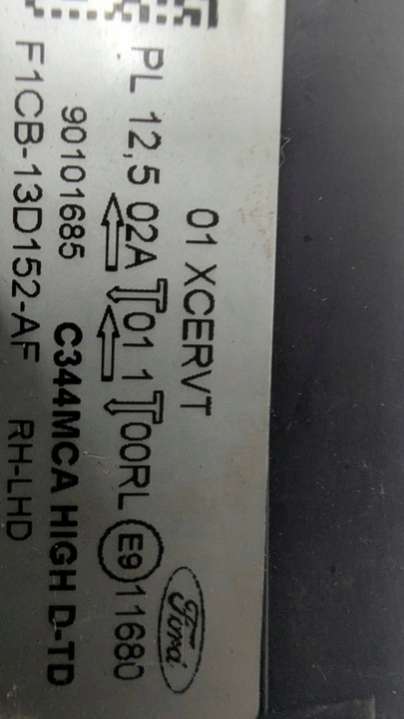 01 XCERVT
Ford
PL 12,5 02A 01 1 00RL E9 11680
90101685 C344MCA HIGH D-TD
F1CB-13D152-AF RH-LHD